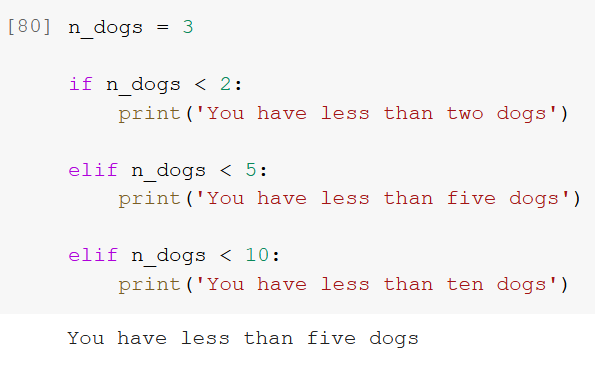 [80] n_dogs = 3
if n_dogs < 2:
    print('You have less than two dogs')
elif n_dogs < 5:
    print('You have less than five dogs')
elif n_dogs < 10:
    print('You have less than ten dogs')
You have less than five dogs